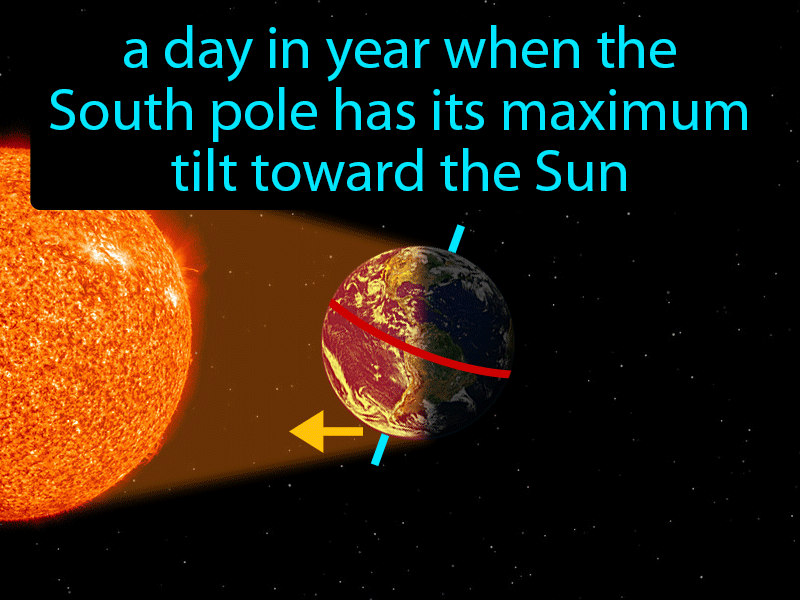 a day in year when the
South pole has its maximum
tilt toward the Sun